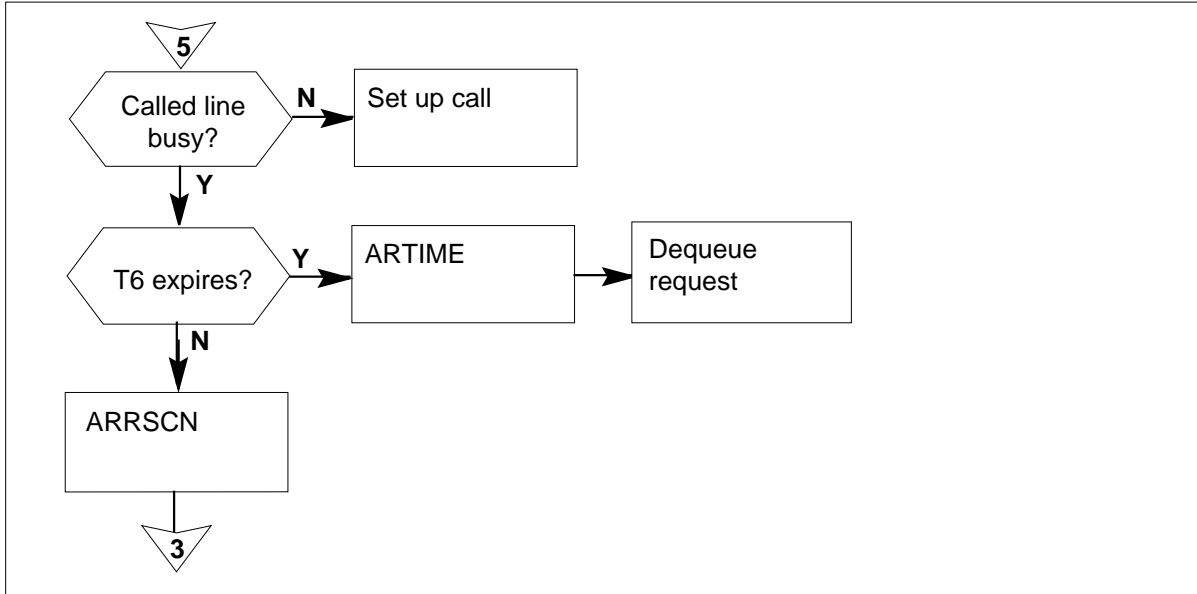 5
Called line
busy?
N
Set up call
Y
T6 expires?
Y
ARTIME
Dequeue
request
N
ARRSCN
3